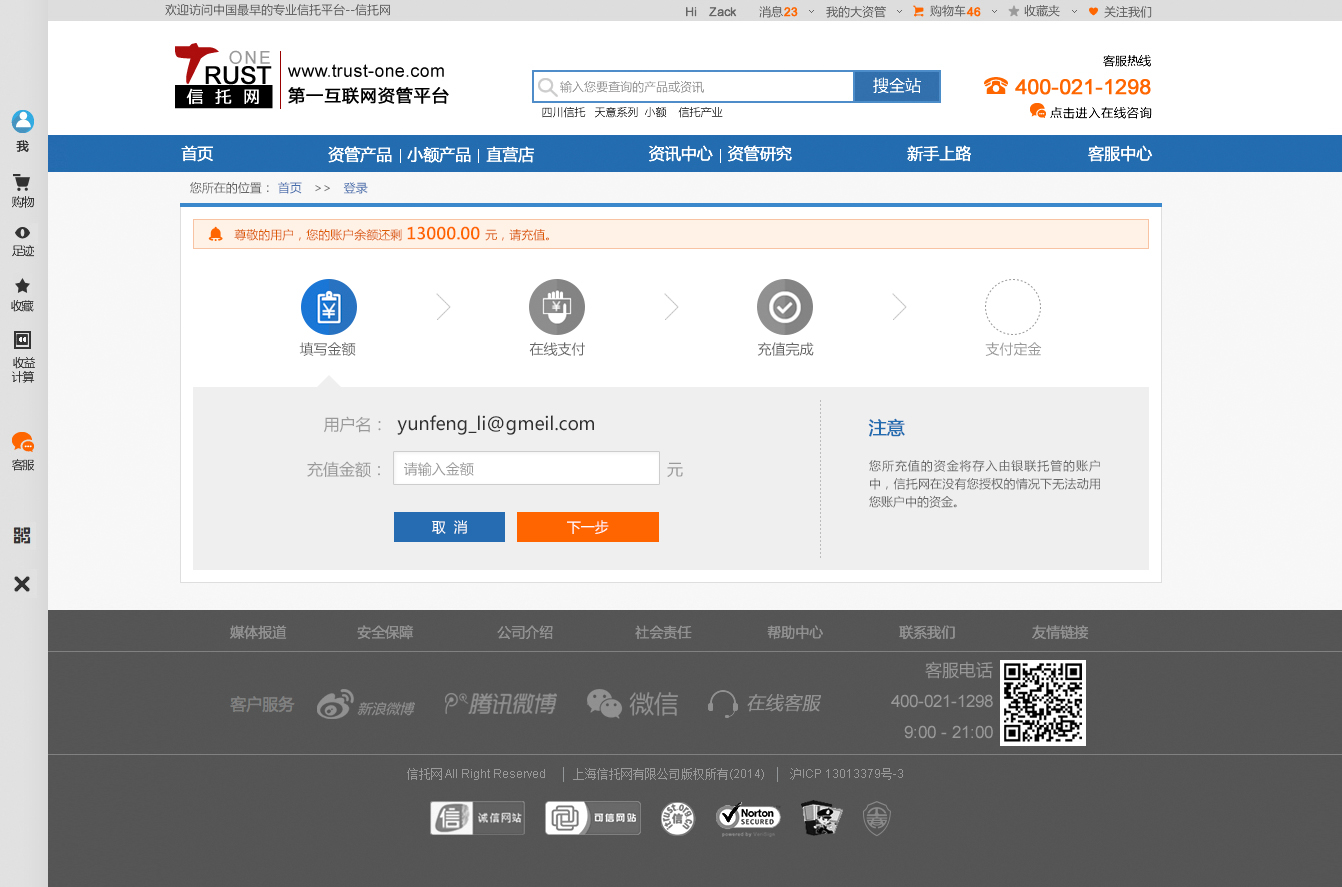 欢迎访问中国最早的专业信托平台--信托网
Hi Zack 消息23 我的大资管 购物车46 收藏夹 关注我们
ONE
TRUST
信托网
www.trust-one.com
第一互联网资管平台
输入您要查询的产品或资讯
搜全站
四川信托 天意系列 小额 信托产业
客服热线
400-021-1298
点击进入在线咨询
我
购物
足迹
收藏
收益
计算
客服
首页 资管产品 | 小额产品 | 直营店 资讯中心 | 资管研究 新手上路 客服中心
您所在的位置： 首页 >> 登录
尊敬的用户，您的账户余额还剩 13000.00 元，请充值。
填写金额 在线支付 充值完成 支付定金
用户名： yunfeng_li@gmeil.com
充值金额： 请输入金额 元
取 消 下一步
注意
您所充值的资金将存入由银联托管的账户
中，信托网在没有您授权的情况下无法动用
您账户中的资金。
媒体报道 安全保障 公司介绍 社会责任 帮助中心 联系我们 友情链接
客户服务 新浪微博 腾讯微博 微信 在线客服
客服电话
400-021-1298
9:00 - 21:00
信托网 All Right Reserved | 上海信托网有限公司版权所有(2014) | 沪ICP 13013379号-3
信 诚信网站 可信网站 trust.org.c 信 Norton
SECURED
powered by VeriSign